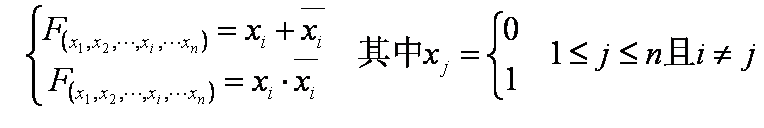 F(x₁,x₂,⋯,xᵢ,⋯xₙ) = xᵢ + x̅ᵢ 其中xⱼ = {0 1 1 ≤ j ≤ n且i ≠ j
F(x₁,x₂,⋯,xᵢ,⋯xₙ) = xᵢ · x̅ᵢ